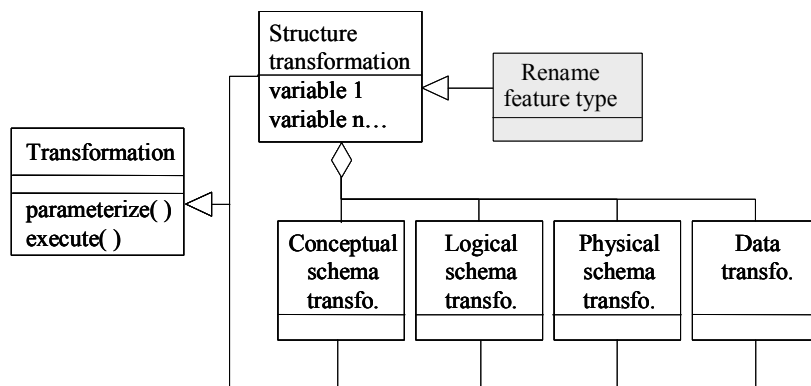 Structure
transformation
variable 1
variable n…
Rename
feature type
Transformation
parameterize( )
execute( )
Conceptual
schema
transfo.
Logical
schema
transfo.
Physical
schema
transfo.
Data
transfo.